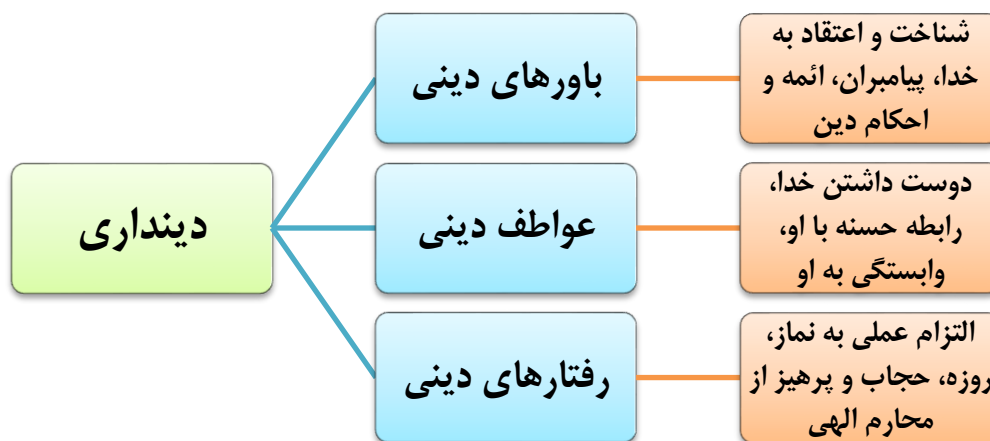 دینداری
باورهای دینی
شناخت و اعتقاد به
خدا، پیامبران، ائمه و
احکام دین
عواطف دینی
دوست داشتن خدا،
رابطه حسنه با او،
وابستگی به او
رفتارهای دینی
التزام عملی به نماز،
روزه، حجاب و پرهیز از
محارم الهی